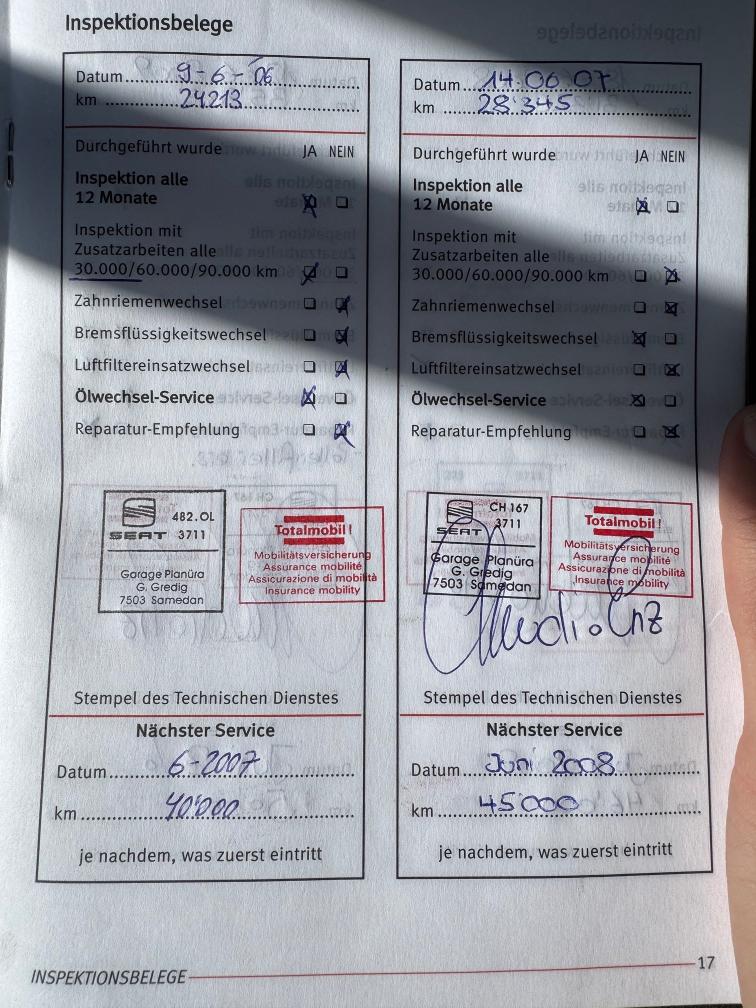 Inspektionsbelege
Datum 9-6-06
km 24213
Durchgeführt wurde JA NEIN
Inspektion alle
12 Monate
Inspektion mit
Zusatzarbeiten alle
30.000/60.000/90.000 km
Zahnriemenwechsel
Bremsflüssigkeitswechsel
Luftfiltereinsatzwechsel
Ölwechsel-Service
Reparatur-Empfehlung
482.OL
SEAT 3711
Garage Planüra
G. Gredig
7503 Samedan
Totalmobil!
Mobilitätsversicherung
Assurance mobilité
Assicurazione di mobilità
Insurance mobility
Stempel des Technischen Dienstes
Nächster Service
Datum 6-2007
km 40'000
je nachdem, was zuerst eintritt
Datum 14.06 07
km 28'345
Durchgeführt wurde JA NEIN
Inspektion alle
12 Monate
Inspektion mit
Zusatzarbeiten alle
30.000/60.000/90.000 km
Zahnriemenwechsel
Bremsflüssigkeitswechsel
Luftfiltereinsatzwechsel
Ölwechsel-Service
Reparatur-Empfehlung
CH 167
SEAT 3711
Garage Planüra
G. Gredig
7503 Samedan
Totalmobil!
Mobilitätsversicherung
Assurance mobilité
Assicurazione di mobilità
Insurance mobility
Stempel des Technischen Dienstes
Nächster Service
Datum Juni 2008
km 45'000
je nachdem, was zuerst eintritt
INSPEKTIONSBELEGE 17